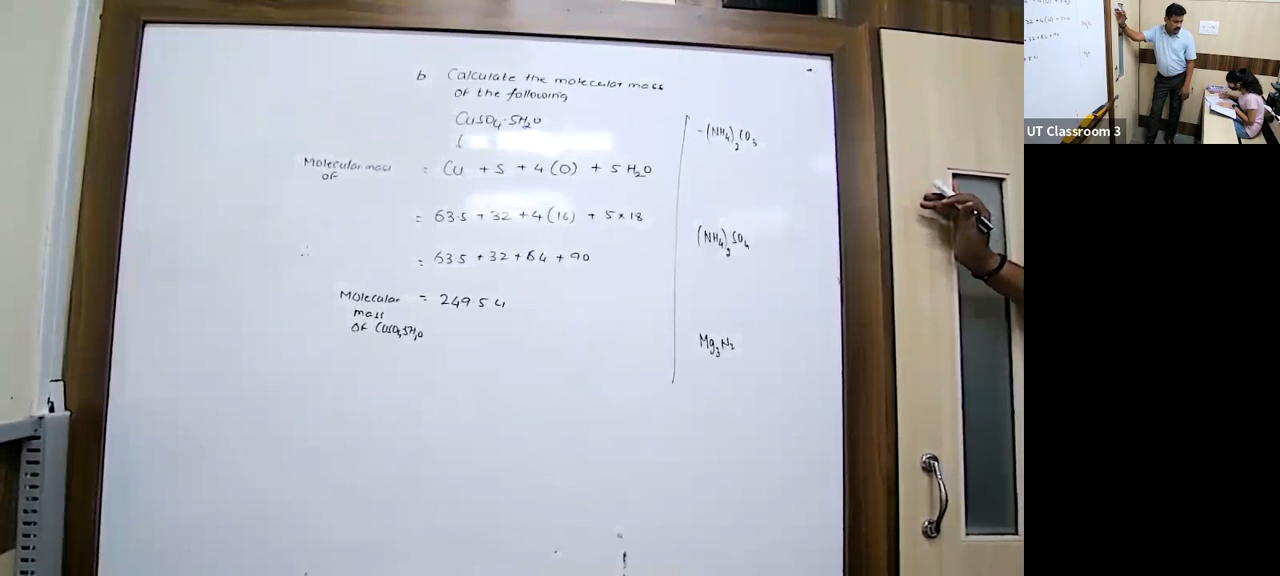 b Calculate the molecular mass
of the following
CuSO4·5H2O
Molecular mass
of
= Cu + S + 4(O) + 5H2O
= 63.5 + 32 + 4(16) + 5×18
= 63.5 + 32 + 64 + 90
Molecular = 249.5 u
mass
of CuSO4 5H2O
-(NH4)2CO3
(NH4)2SO4
Mg3N2
UT Classroom 3